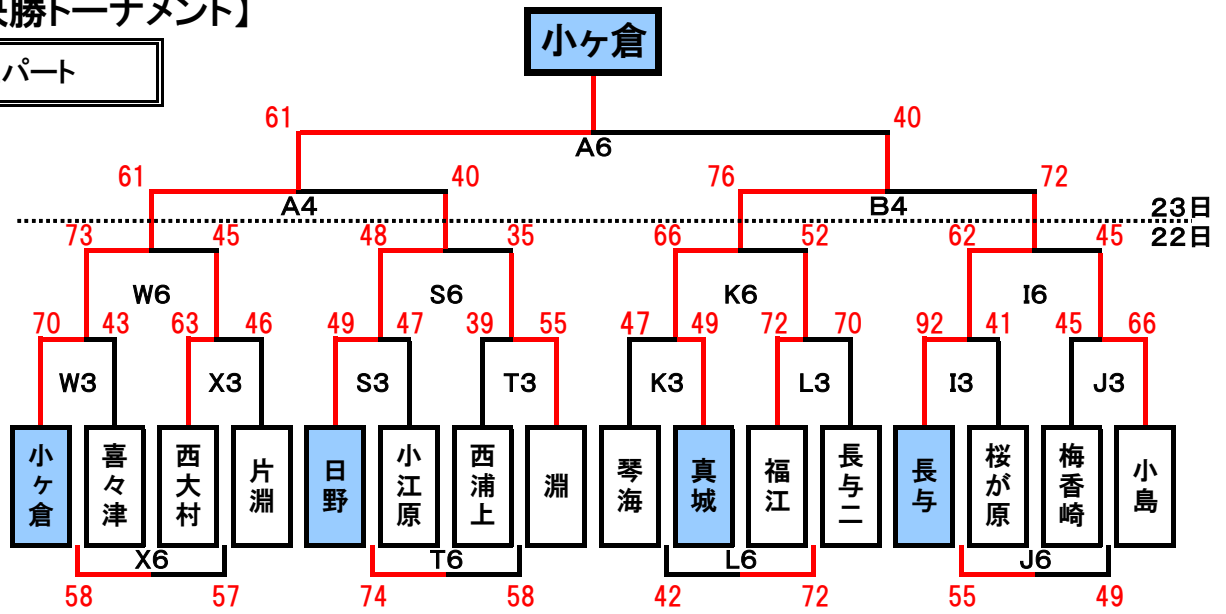 勝トーナメント】
パート
小ヶ倉
61 40
A6
61 40 76 72
A4 B4
23日
22日
73 45 48 35 66 52 62 45
W6 S6 K6 I6
70 43 63 46 49 47 39 55 47 49 72 70 92 41 45 66
W3 X3 S3 T3 K3 L3 I3 J3
小ヶ倉 喜々津 西大村 片淵 日野 小江原 西浦上 淵 琴海 真城 福江 長与二 長与 桜が原 梅香崎 小島
X6 T6 L6 J6
58 57 74 58 42 72 55 49